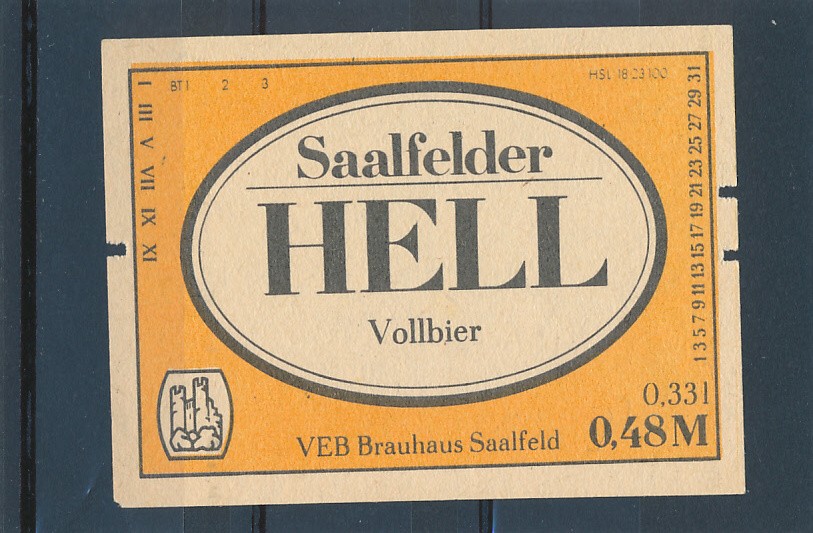 BT1 2 3
HSL 18 23 100
I III V VII IX XI
Saalfelder
HELL
Vollbier
1 3 5 7 9 11 13 15 17 19 21 23 25 27 29 31
0,33 l
VEB Brauhaus Saalfeld 0,48 M